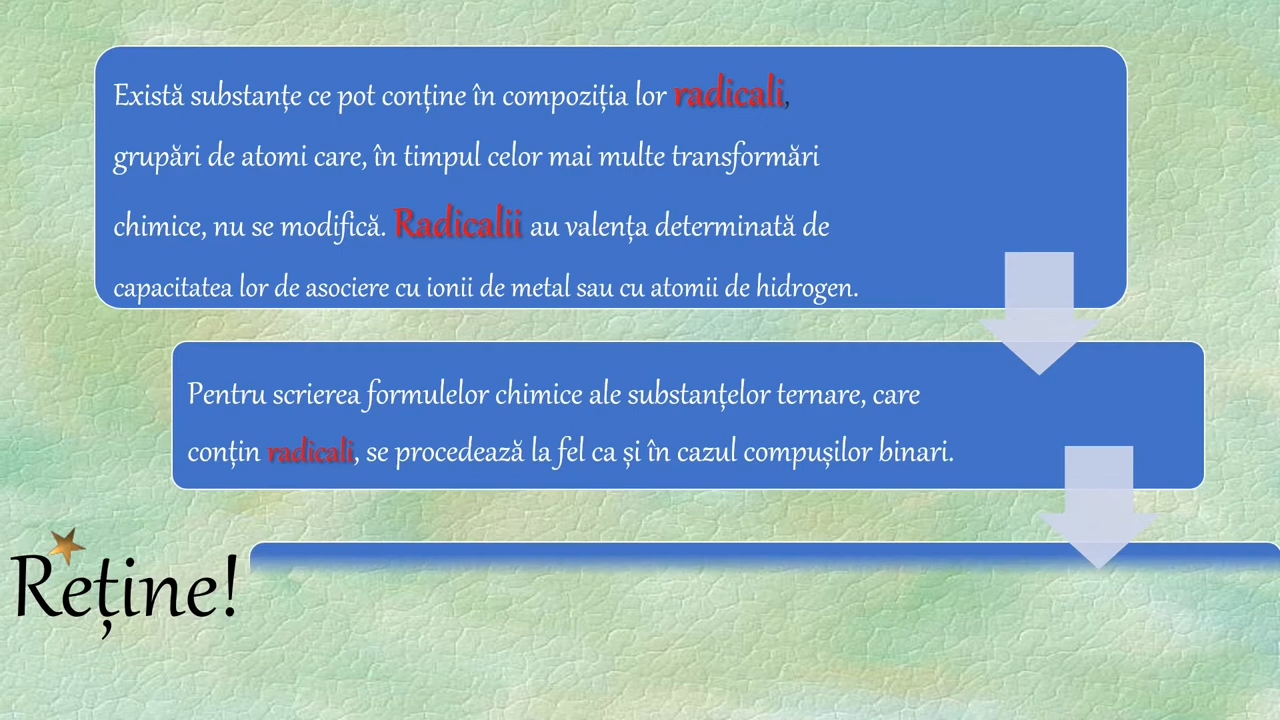 Există substanțe ce pot conține în compoziția lor radicali,
grupări de atomi care, în timpul celor mai multe transformări
chimice, nu se modifică. Radicalii au valența determinată de
capacitatea lor de asociere cu ionii de metal sau cu atomii de hidrogen.
Pentru scrierea formulelor chimice ale substanțelor ternare, care
conțin radicali, se procedează la fel ca și în cazul compușilor binari.
Reține!